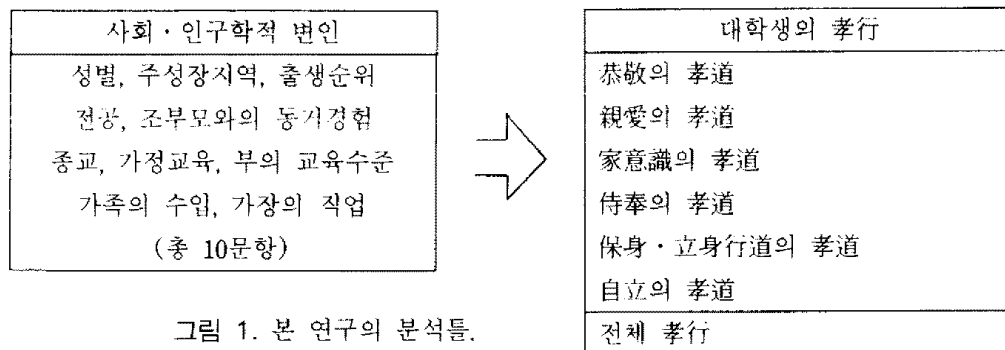 사회·인구학적 변인
성별, 주성장지역, 출생순위
전공, 조부모와의 동거경험
종교, 가정교육, 부의 교육수준
가족의 수입, 가장의 직업
(총 10문항)
대학생의 孝行
恭敬의 孝道
親愛의 孝道
家意識의 孝道
侍奉의 孝道
保身·立身行道의 孝道
自立의 孝道
전체 孝行
그림 1. 본 연구의 분석틀.